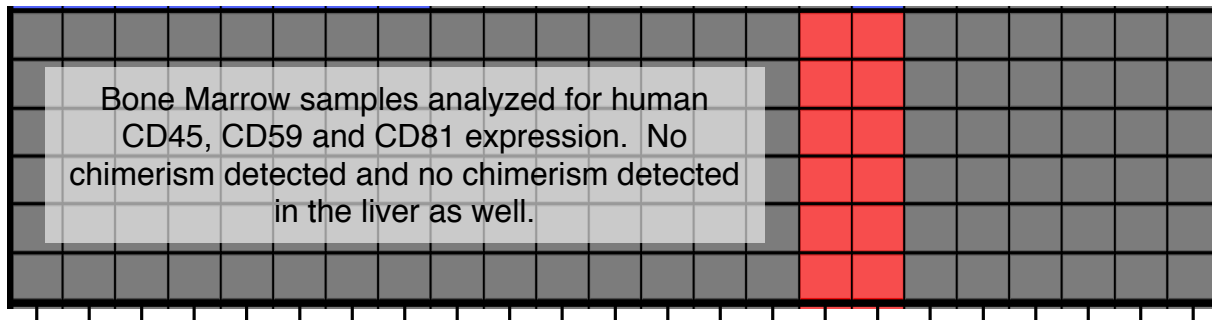 Bone Marrow samples analyzed for human
CD45, CD59 and CD81 expression.  No
chimerism detected and no chimerism detected
in the liver as well.